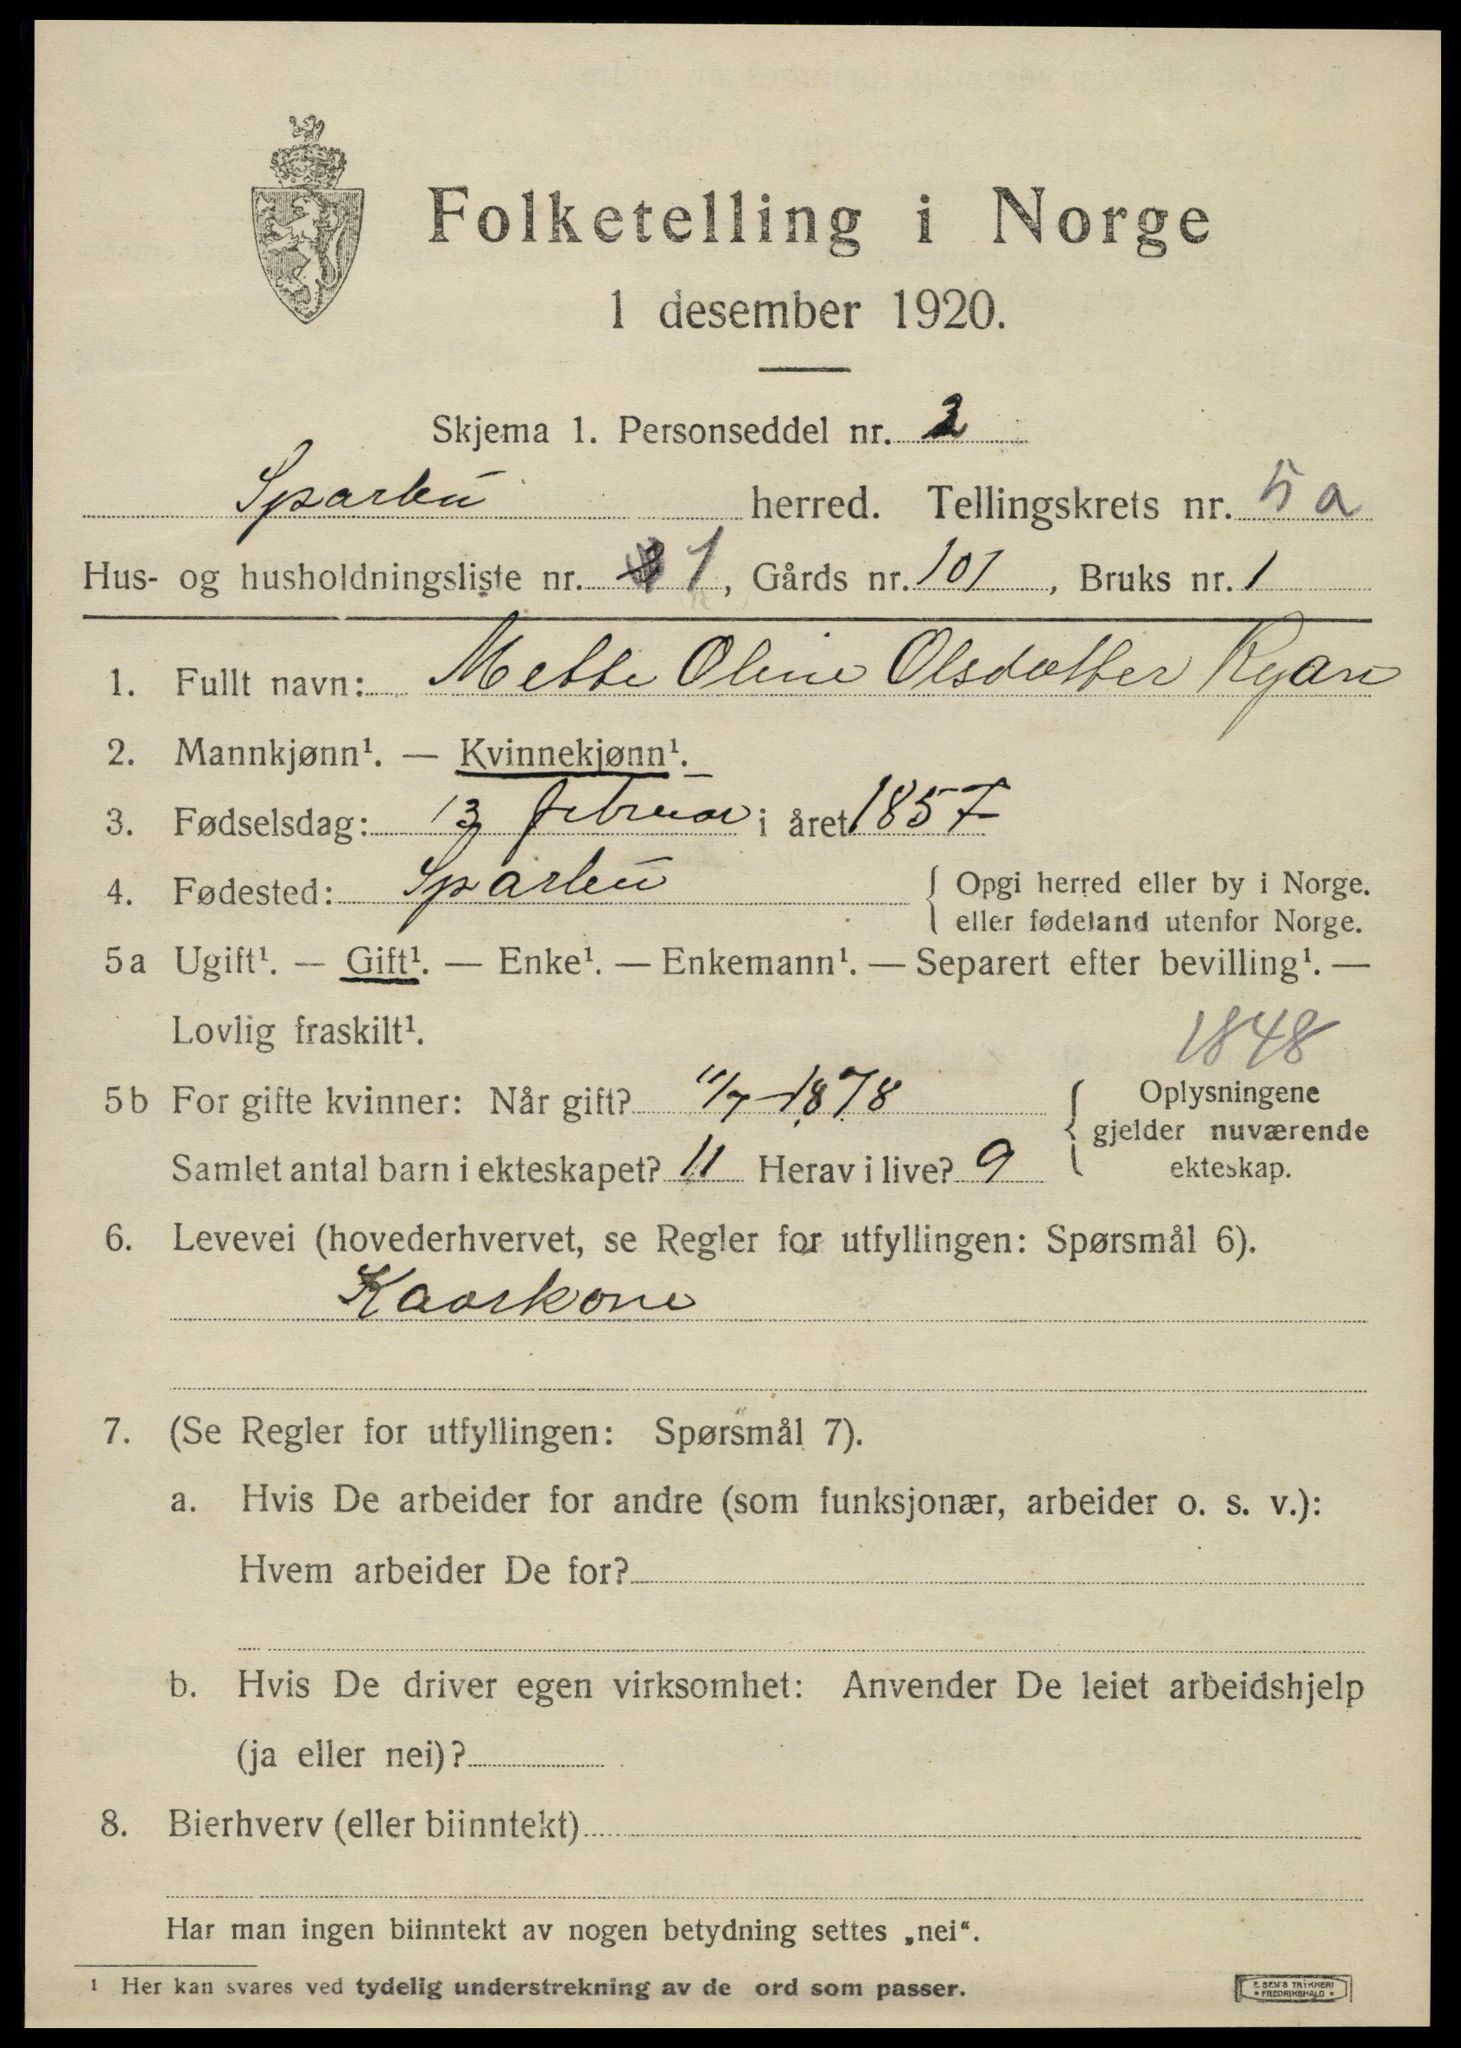 Folketelling i Norge
1 desember 1920.
Skjema 1. Personseddel nr. 2
Sparbu herred. Tellingskrets nr. 5a
Hus- og husholdningsliste nr. 1, Gårds nr. 101, Bruks nr. 1
1. Fullt navn: Mette Oline Olsdatter Ryan
2. Mannkjønn¹. — Kvinnekjønn¹.
3. Fødselsdag: 13 februar i året 1857
4. Fødested: Sparbu { Opgi herred eller by i Norge.
eller fødeland utenfor Norge.
5a Ugift¹. — Gift¹. — Enke¹. — Enkemann¹. — Separert efter bevilling¹. —
Lovlig fraskilt¹.
1848
5b For gifte kvinner: Når gift? 11/7-1878 { Oplysningene
gjelder nuværende
Samlet antal barn i ekteskapet? 11 Herav i live? 9 ekteskap.
6. Levevei (hovederhvervet, se Regler for utfyllingen: Spørsmål 6).
Kaarkone
7. (Se Regler for utfyllingen: Spørsmål 7).
a. Hvis De arbeider for andre (som funksjonær, arbeider o. s. v.):
Hvem arbeider De for?
b. Hvis De driver egen virksomhet: Anvender De leiet arbeidshjelp
(ja eller nei)?
8. Bierhverv (eller biinntekt)
Har man ingen biinntekt av nogen betydning settes „nei“.
¹ Her kan svares ved tydelig understrekning av de ord som passer.
E. SEM'S TRYKKERI
FREDRIKSHALD